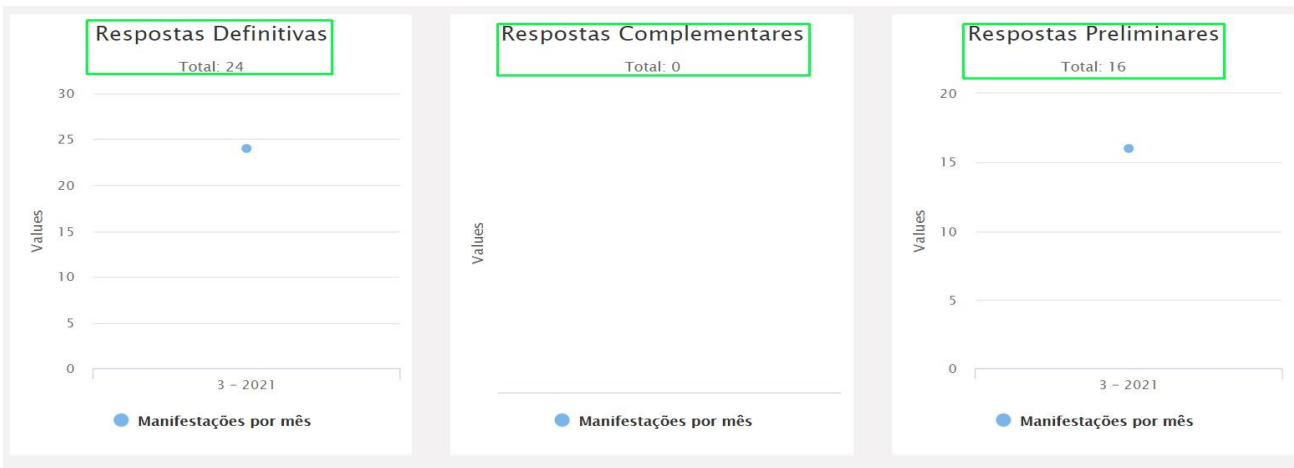 Respostas Definitivas
Total: 24
30
25
20
15
10
5
0
Values
3 - 2021
Manifestações por mês
Respostas Complementares
Total: 0
Values
Manifestações por mês
Respostas Preliminares
Total: 16
20
15
10
5
0
Values
3 - 2021
Manifestações por mês